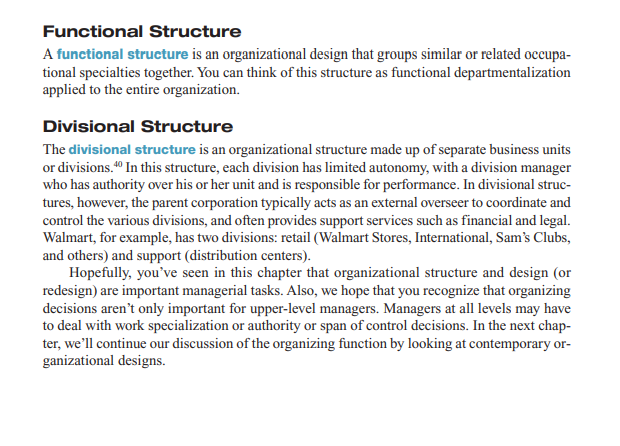 Functional Structure
A functional structure is an organizational design that groups similar or related occupa-
tional specialties together. You can think of this structure as functional departmentalization
applied to the entire organization.
Divisional Structure
The divisional structure is an organizational structure made up of separate business units
or divisions.40 In this structure, each division has limited autonomy, with a division manager
who has authority over his or her unit and is responsible for performance. In divisional struc-
tures, however, the parent corporation typically acts as an external overseer to coordinate and
control the various divisions, and often provides support services such as financial and legal.
Walmart, for example, has two divisions: retail (Walmart Stores, International, Sam's Clubs,
and others) and support (distribution centers).
Hopefully, you've seen in this chapter that organizational structure and design (or
redesign) are important managerial tasks. Also, we hope that you recognize that organizing
decisions aren't only important for upper-level managers. Managers at all levels may have
to deal with work specialization or authority or span of control decisions. In the next chap-
ter, we'll continue our discussion of the organizing function by looking at contemporary or-
ganizational designs.